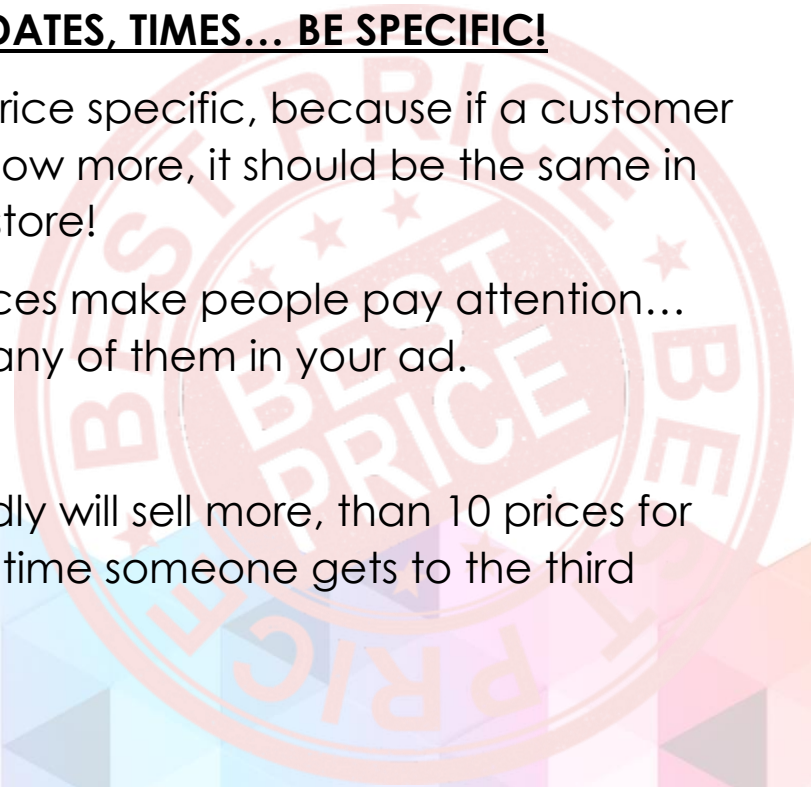 DATES, TIMES… BE SPECIFIC!
rice specific, because if a customer
ow more, it should be the same in
store!
ces make people pay attention…
any of them in your ad.
dly will sell more, than 10 prices for
time someone gets to the third
BEST PRICE BEST PRICE
BEST
PRICE